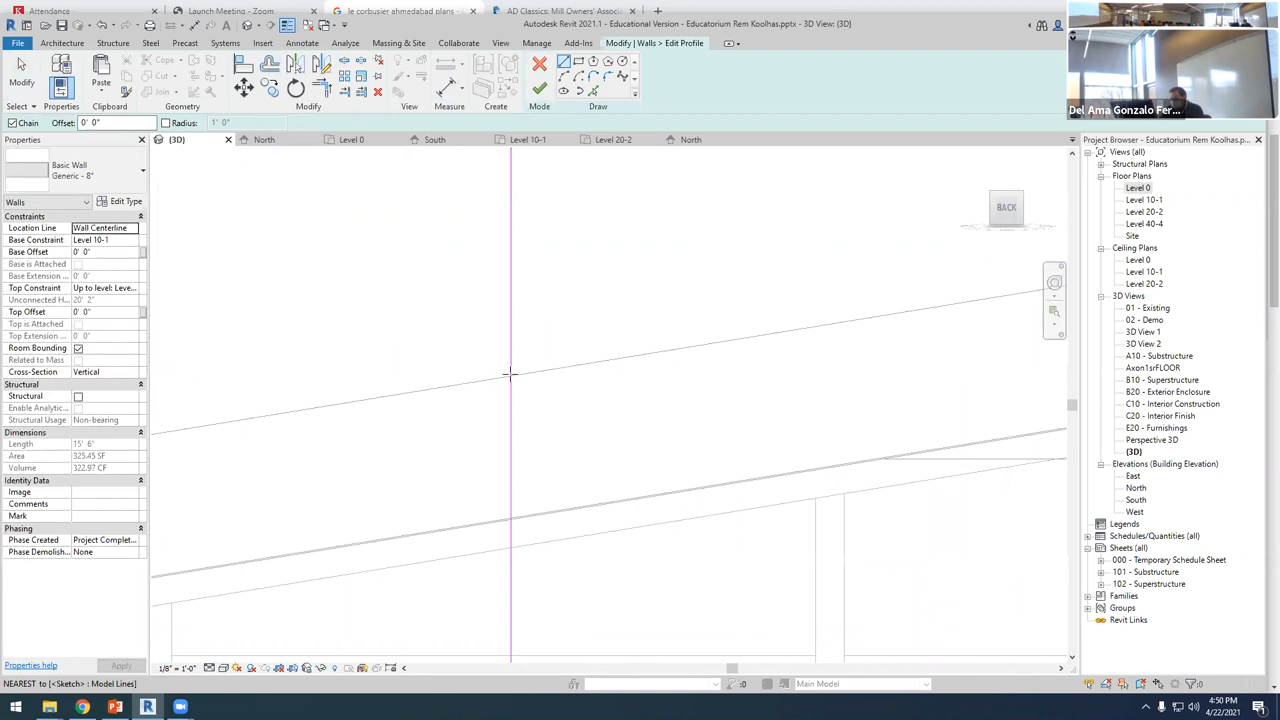 Attendance
Launch Meeting - Zoom
le corbusier ahmedabad plans -
AD Classics: Mill Owners' Assoc
Autodesk Revit 2021.1 - Educational Version - Educatorium Rem Koolhas.pptx - 3D View: {3D}
File
Architecture
Structure
Steel
Precast
Systems
Insert
Annotate
Analyze
Massing & Site
Collaborate
View
Manage
Add-Ins
Modify | Walls > Edit Profile
Modify
Properties
Paste
Cope
Cut
Join
Select
Properties
Clipboard
Geometry
Modify
View
Measure
Create
Mode
Draw
Del Ama Gonzalo Fer...
Chain
Offset: 0' 0"
Radius:
1' 0"
Properties
{3D}
North
Level 0
South
Level 10-1
Level 20-2
North
Project Browser - Educatorium Rem Koolhas.pptx
Basic Wall
Generic - 8"
Walls
Edit Type
Constraints
Location Line
Wall Centerline
Base Constraint
Level 10-1
Base Offset
0' 0"
Base is Attached
Base Extension ...
0' 0"
Top Constraint
Up to level: Leve...
Unconnected H...
20' 2"
Top Offset
0' 0"
Top is Attached
Top Extension ...
0' 0"
Room Bounding
Related to Mass
Cross-Section
Vertical
Structural
Structural
Enable Analytic...
Structural Usage
Non-bearing
Dimensions
Length
15' 6"
Area
325.45 SF
Volume
322.97 CF
Identity Data
Image
Comments
Mark
Phasing
Phase Created
Project Complet...
Phase Demolish...
None
Properties help
Apply
BACK
Views (all)
Structural Plans
Floor Plans
Level 0
Level 10-1
Level 20-2
Level 40-4
Site
Ceiling Plans
Level 0
Level 10-1
Level 20-2
3D Views
01 - Existing
02 - Demo
3D View 1
3D View 2
A10 - Substructure
Axon1srFLOOR
B10 - Superstructure
B20 - Exterior Enclosure
C10 - Interior Construction
C20 - Interior Finish
E20 - Furnishings
Perspective 3D
{3D}
Elevations (Building Elevation)
East
North
South
West
Legends
Schedules/Quantities (all)
Sheets (all)
000 - Temporary Schedule Sheet
101 - Substructure
102 - Superstructure
Families
Groups
Revit Links
1/8" = 1'-0"
NEAREST to [<Sketch> : Model Lines]
:0
Main Model
:0
4:50 PM
4/22/2021